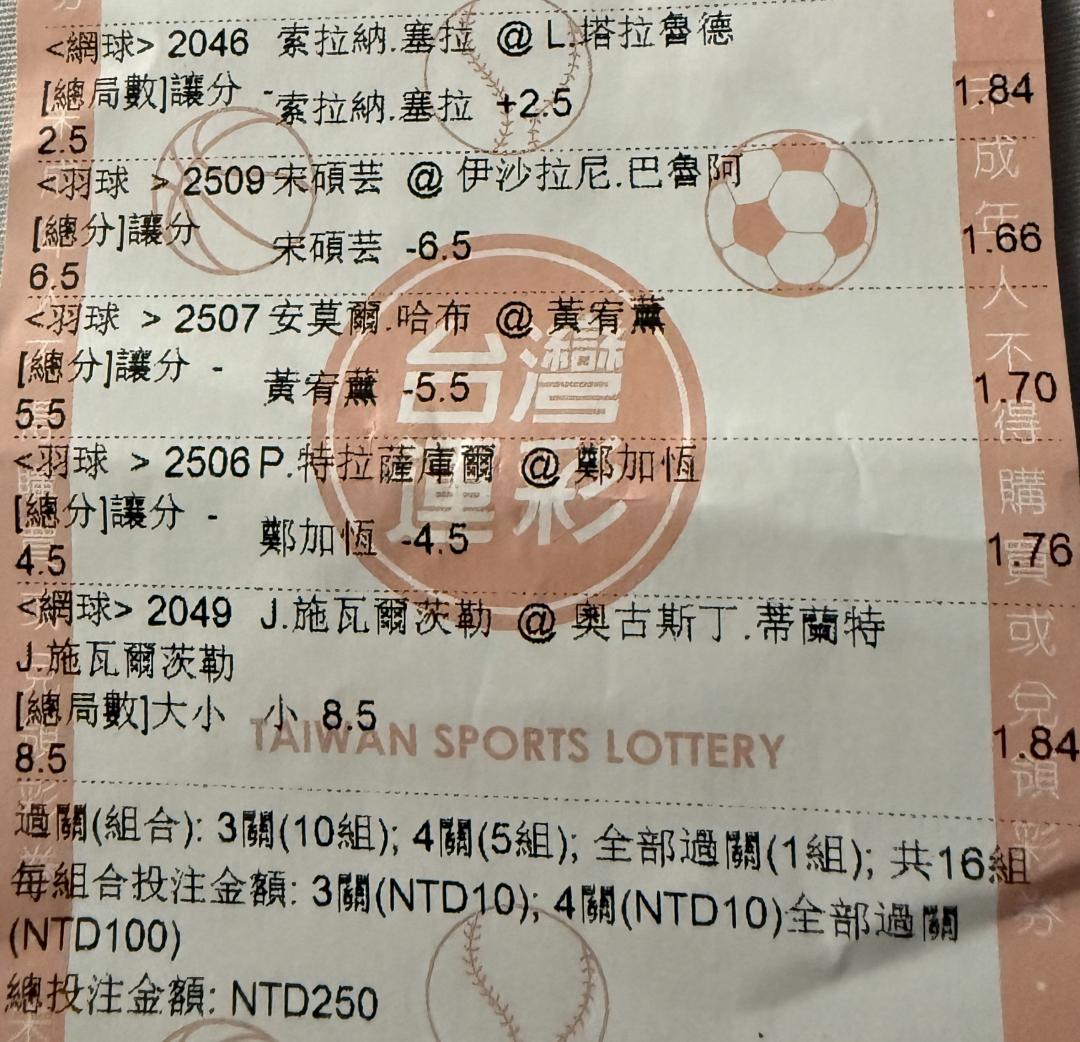 <網球> 2046 索拉納.塞拉 @ L.塔拉魯德
[總局數]讓分 - 索拉納.塞拉 +2.5 1.84
2.5
<羽球 > 2509 宋碩芸 @ 伊沙拉尼.巴魯阿
[總分]讓分 宋碩芸 -6.5 1.66
6.5
<羽球 > 2507 安莫爾.哈布 @ 黃宥薰
[總分]讓分 - 黃宥薰 -5.5 1.70
5.5
<羽球 > 2506 P.特拉薩庫爾 @ 鄭加恆
[總分]讓分 - 鄭加恆 -4.5 1.76
4.5
<網球> 2049 J.施瓦爾茨勒 @ 奧古斯丁.蒂蘭特
J.施瓦爾茨勒
[總局數]大小 小 8.5 1.84
8.5
過關(組合): 3關(10組); 4關(5組); 全部過關(1組); 共16組
每組合投注金額: 3關(NTD10); 4關(NTD10)全部過關
(NTD100)
總投注金額: NTD250
台灣
運彩
TAIWAN SPORTS LOTTERY
未成年人不得購買或兌領彩券